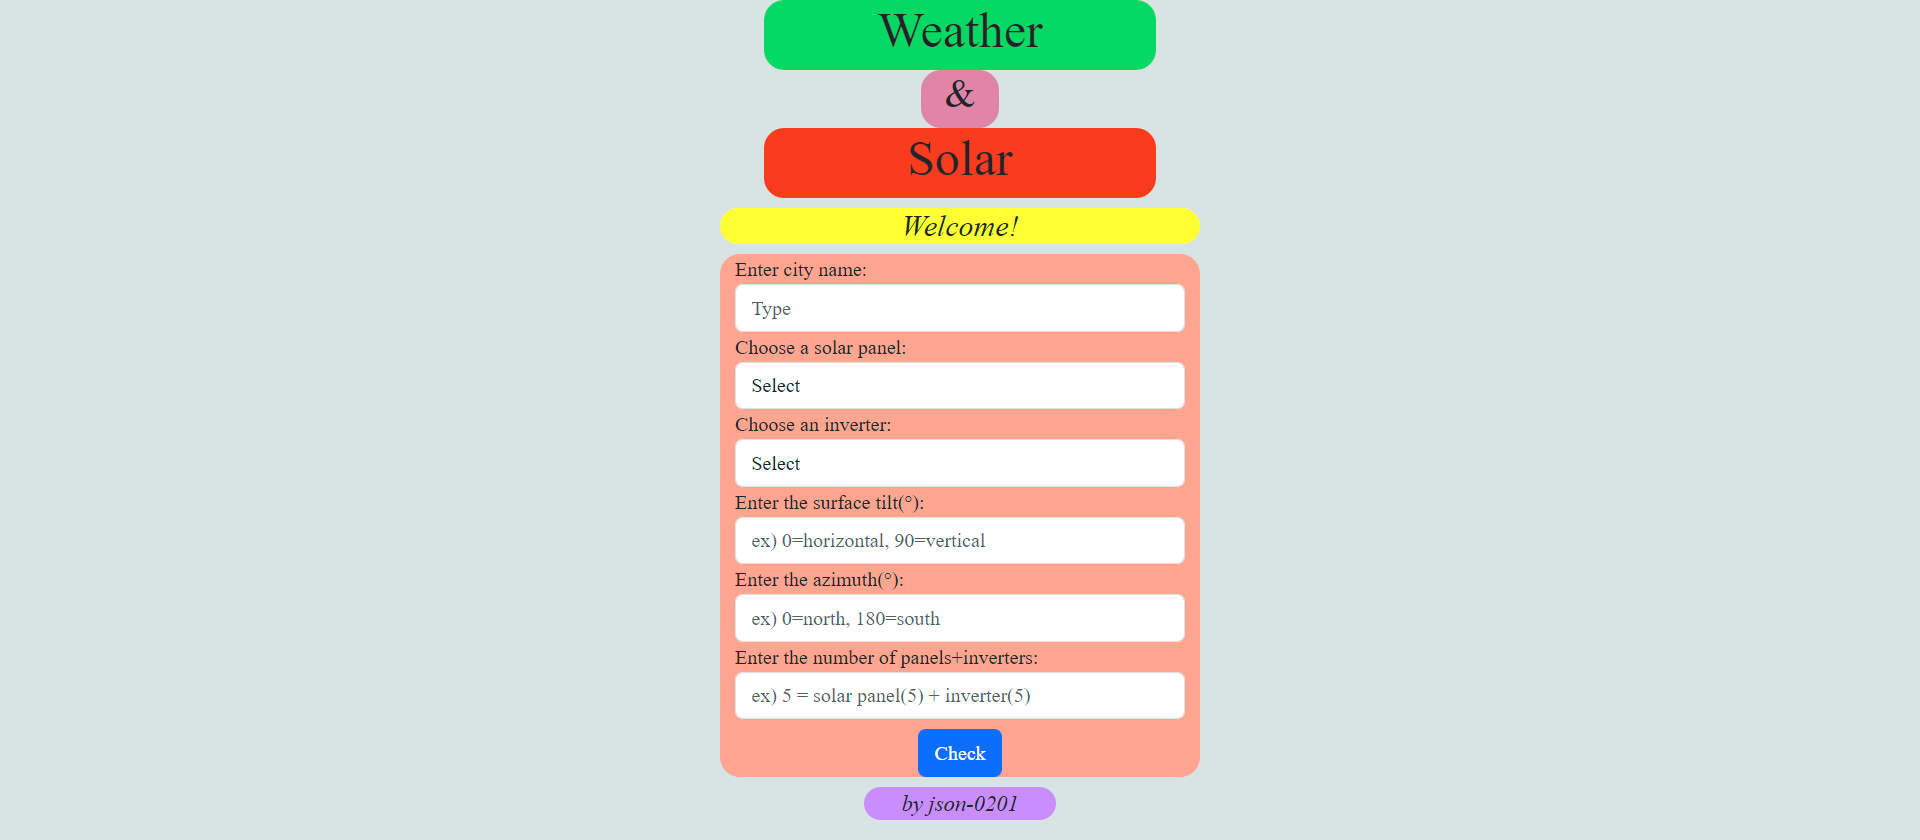 Weather
&
Solar
Welcome!
Enter city name:
Type
Choose a solar panel:
Select
Choose an inverter:
Select
Enter the surface tilt(°):
ex) 0=horizontal, 90=vertical
Enter the azimuth(°):
ex) 0=north, 180=south
Enter the number of panels+inverters:
ex) 5 = solar panel(5) + inverter(5)
Check
by json-0201